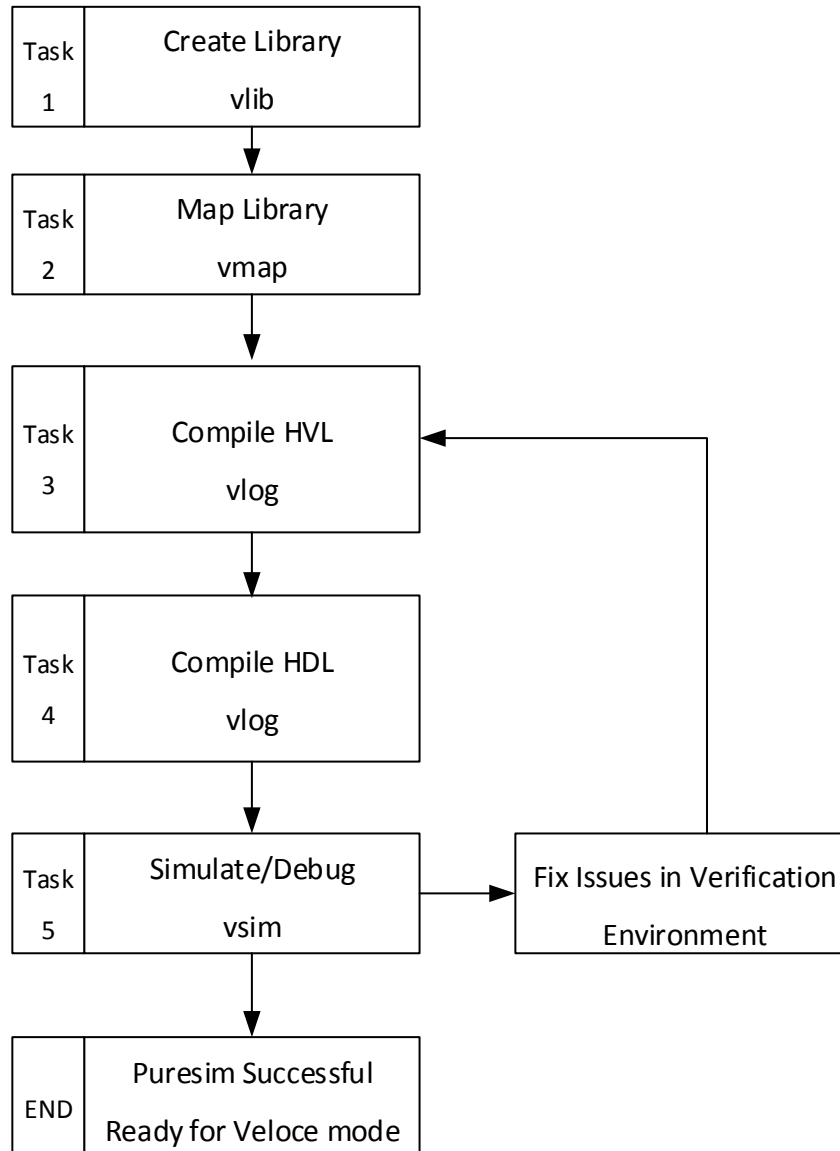 Task
1
Create Library
vlib
Task
2
Map Library
vmap
Task
3
Compile HVL
vlog
Task
4
Compile HDL
vlog
Task
5
Simulate/Debug
vsim
Fix Issues in Verification
Environment
END
Puresim Successful
Ready for Veloce mode